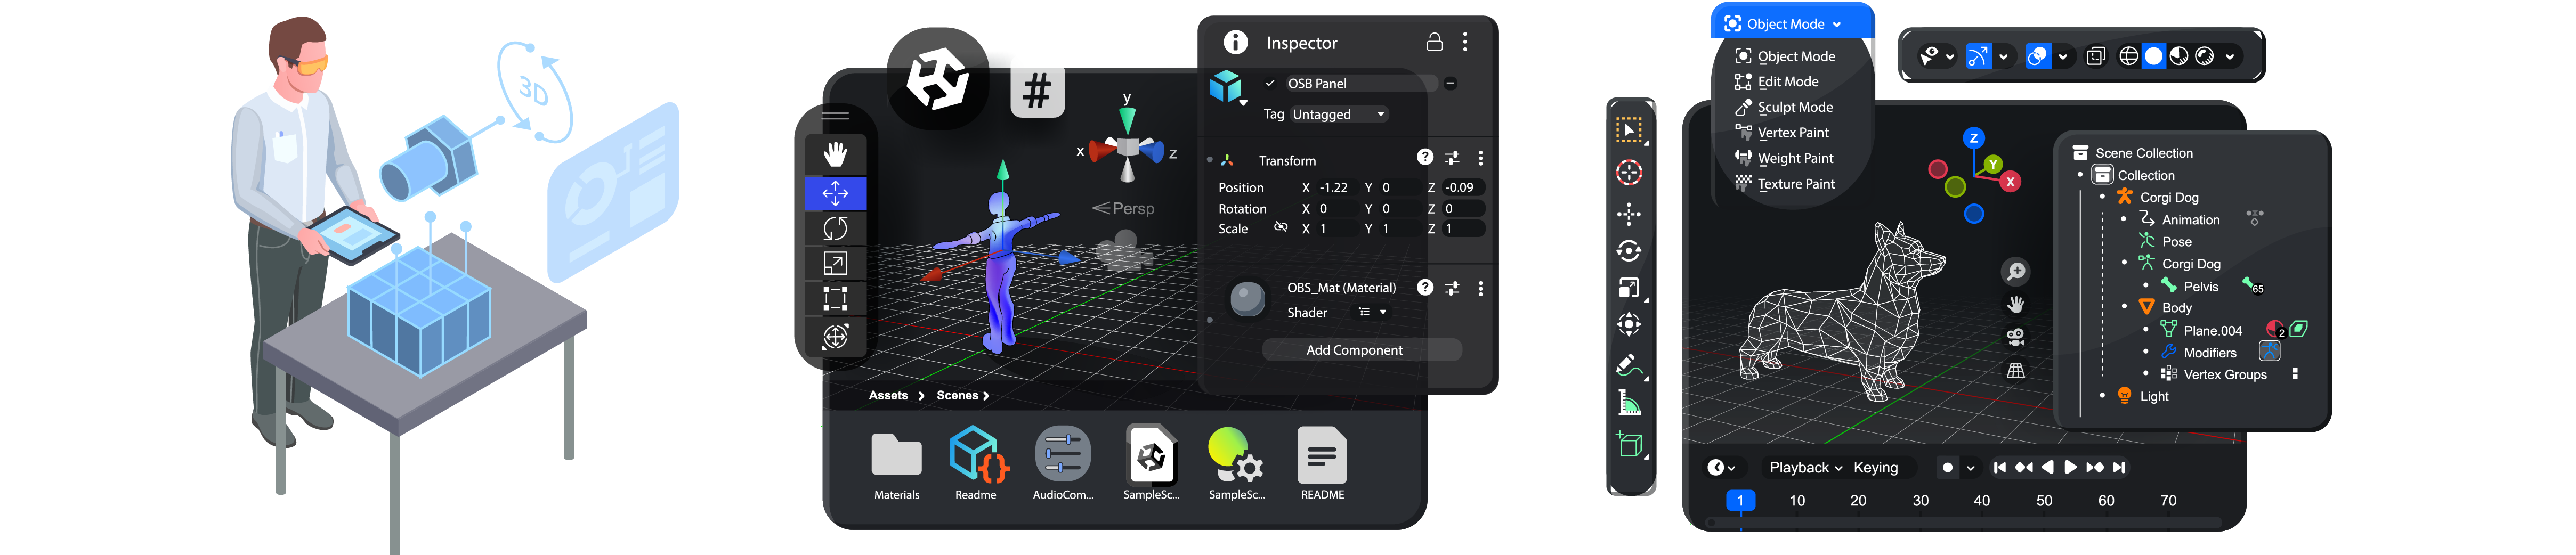 3D
#
y
x
z
Persp
Inspector
OSB Panel
Tag Untagged
Transform
Position X -1.22 Y 0 Z -0.09
Rotation X 0 Y 0 Z 0
Scale X 1 Y 1 Z 1
OBS_Mat (Material)
Shader
Add Component
Assets Scenes
Materials
Readme
AudioCom...
SampleSc...
SampleSc...
README
Object Mode
Object Mode
Edit Mode
Sculpt Mode
Vertex Paint
Weight Paint
Texture Paint
Z
Y
X
Scene Collection
Collection
Corgi Dog
Animation
Pose
Corgi Dog
Pelvis 65
Body
Plane.004 2
Modifiers
Vertex Groups
Light
Playback Keying
1 10 20 30 40 50 60 70